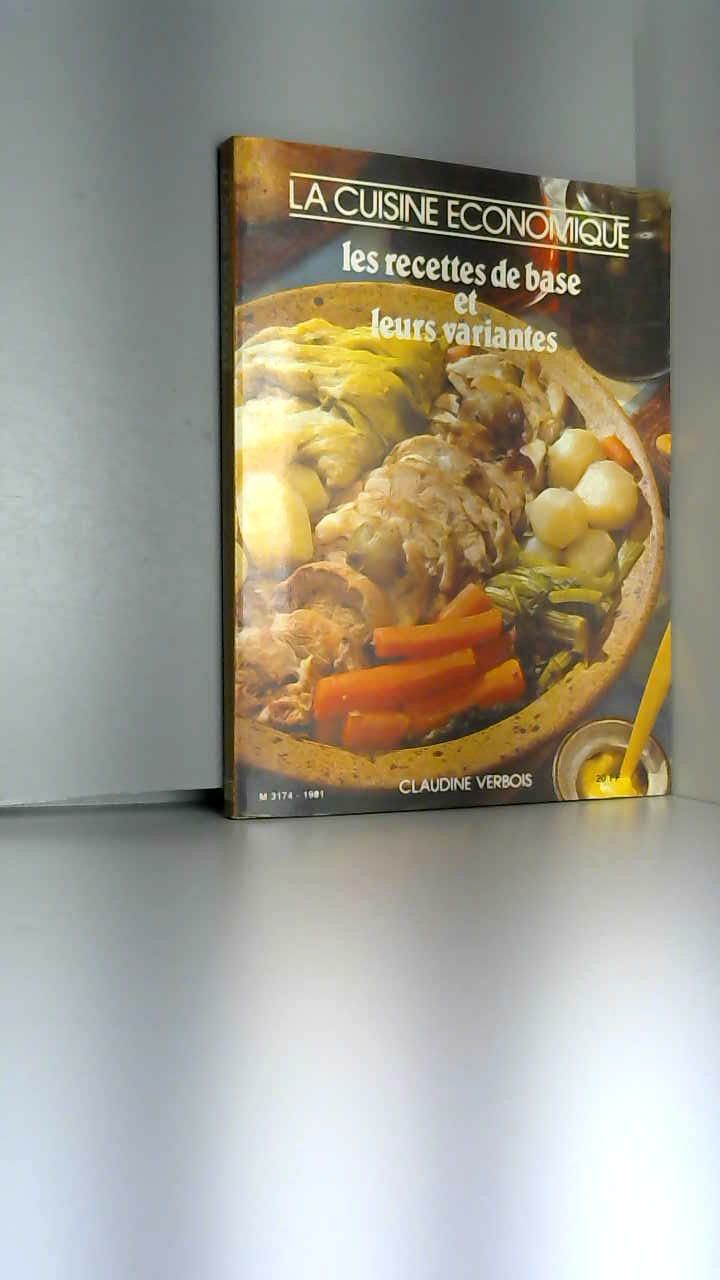 LA CUISINE ECONOMIQUE
les recettes de base
et
leurs variantes
CLAUDINE VERBOIS
M 3174 - 1981